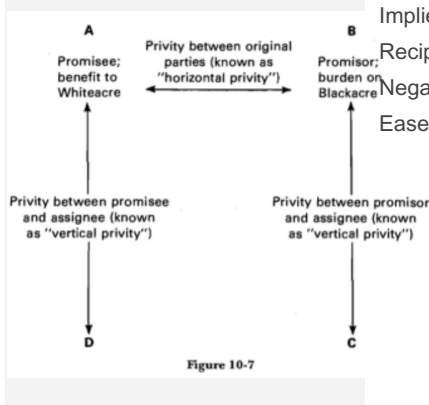 A
Promisee;
benefit to
Whiteacre
Privity between original
parties (known as
"horizontal privity")
B
Promisor;
burden on
Blackacre
Privity between promisee
and assignee (known
as "vertical privity")
Privity between promisor
and assignee (known
as "vertical privity")
D
C
Figure 10-7
Implie
Recip
Nega
Ease